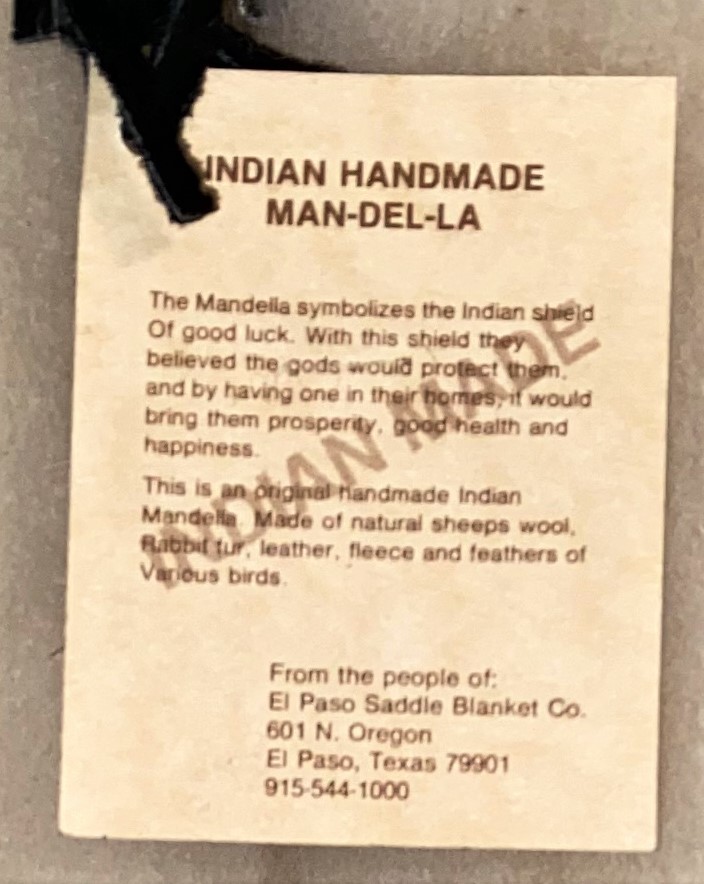 INDIAN HANDMADE
MAN-DEL-LA
The Mandella symbolizes the Indian shield
Of good luck. With this shield they
believed the gods would protect them,
and by having one in their homes, it would
bring them prosperity, good health and
happiness.
This is an original handmade Indian
Mandella. Made of natural sheeps wool,
Rabbit fur, leather, fleece and feathers of
Various birds.
INDIAN MADE
From the people of:
El Paso Saddle Blanket Co.
601 N. Oregon
El Paso, Texas 79901
915-544-1000